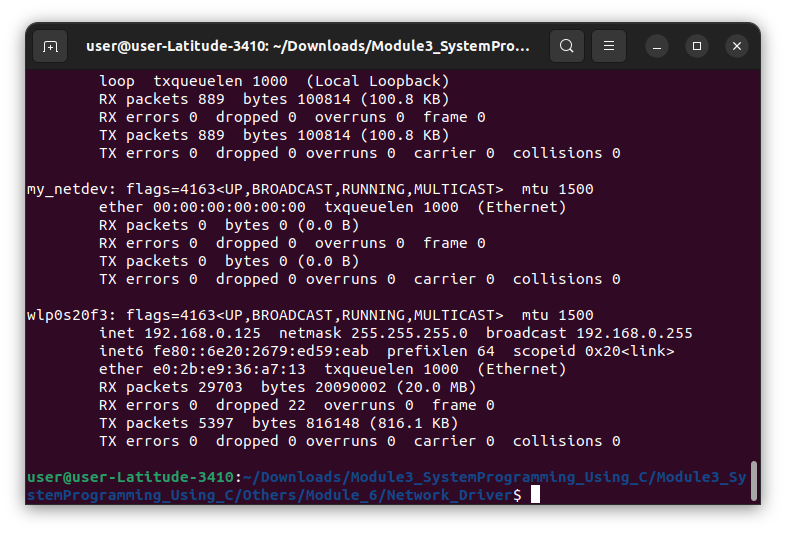 user@user-Latitude-3410: ~/Downloads/Module3_SystemPro...
loop  txqueuelen 1000  (Local Loopback)
RX packets 889  bytes 100814 (100.8 KB)
RX errors 0  dropped 0  overruns 0  frame 0
TX packets 889  bytes 100814 (100.8 KB)
TX errors 0  dropped 0 overruns 0  carrier 0  collisions 0
my_netdev: flags=4163<UP,BROADCAST,RUNNING,MULTICAST>  mtu 1500
ether 00:00:00:00:00:00  txqueuelen 1000  (Ethernet)
RX packets 0  bytes 0 (0.0 B)
RX errors 0  dropped 0  overruns 0  frame 0
TX packets 0  bytes 0 (0.0 B)
TX errors 0  dropped 0 overruns 0  carrier 0  collisions 0
wlp0s20f3: flags=4163<UP,BROADCAST,RUNNING,MULTICAST>  mtu 1500
inet 192.168.0.125  netmask 255.255.255.0  broadcast 192.168.0.255
inet6 fe80::6e20:2679:ed59:eab  prefixlen 64  scopeid 0x20<link>
ether e0:2b:e9:36:a7:13  txqueuelen 1000  (Ethernet)
RX packets 29703  bytes 20090002 (20.0 MB)
RX errors 0  dropped 22  overruns 0  frame 0
TX packets 5397  bytes 816148 (816.1 KB)
TX errors 0  dropped 0 overruns 0  carrier 0  collisions 0
user@user-Latitude-3410:~/Downloads/Module3_SystemProgramming_Using_C/Module3_Sy
stemProgramming_Using_C/Others/Module_6/Network_Driver$